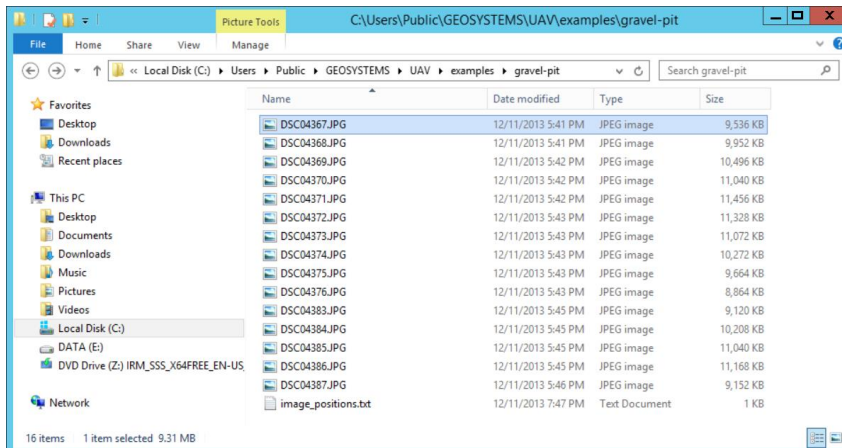 Picture Tools
C:\Users\Public\GEOSYSTEMS\UAV\examples\gravel-pit
File Home Share View Manage
« Local Disk (C:) ▸ Users ▸ Public ▸ GEOSYSTEMS ▸ UAV ▸ examples ▸ gravel-pit Search gravel-pit
Name Date modified Type Size
Favorites
Desktop
Downloads
Recent places
This PC
Desktop
Documents
Downloads
Music
Pictures
Videos
Local Disk (C:)
DATA (E:)
DVD Drive (Z:) IRM_SSS_X64FREE_EN-US_
Network
DSC04367.JPG 12/11/2013 5:41 PM JPEG image 9,536 KB
DSC04368.JPG 12/11/2013 5:41 PM JPEG image 9,952 KB
DSC04369.JPG 12/11/2013 5:42 PM JPEG image 10,496 KB
DSC04370.JPG 12/11/2013 5:42 PM JPEG image 11,040 KB
DSC04371.JPG 12/11/2013 5:42 PM JPEG image 11,456 KB
DSC04372.JPG 12/11/2013 5:43 PM JPEG image 11,328 KB
DSC04373.JPG 12/11/2013 5:43 PM JPEG image 11,072 KB
DSC04374.JPG 12/11/2013 5:43 PM JPEG image 10,272 KB
DSC04375.JPG 12/11/2013 5:43 PM JPEG image 9,664 KB
DSC04376.JPG 12/11/2013 5:43 PM JPEG image 8,864 KB
DSC04383.JPG 12/11/2013 5:45 PM JPEG image 9,120 KB
DSC04384.JPG 12/11/2013 5:45 PM JPEG image 10,208 KB
DSC04385.JPG 12/11/2013 5:45 PM JPEG image 11,040 KB
DSC04386.JPG 12/11/2013 5:45 PM JPEG image 11,168 KB
DSC04387.JPG 12/11/2013 5:46 PM JPEG image 9,152 KB
image_positions.txt 12/11/2013 7:47 PM Text Document 1 KB
16 items 1 item selected 9.31 MB